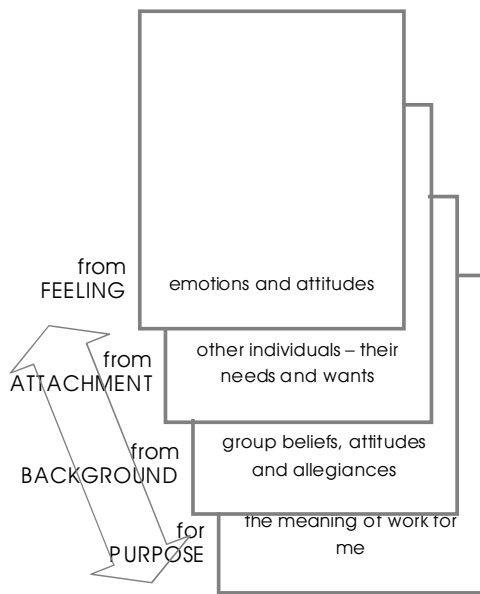 from
FEELING
emotions and attitudes
from
ATTACHMENT
other individuals – their
needs and wants
from
BACKGROUND
group beliefs, attitudes
and allegiances
for
PURPOSE
the meaning of work for
me